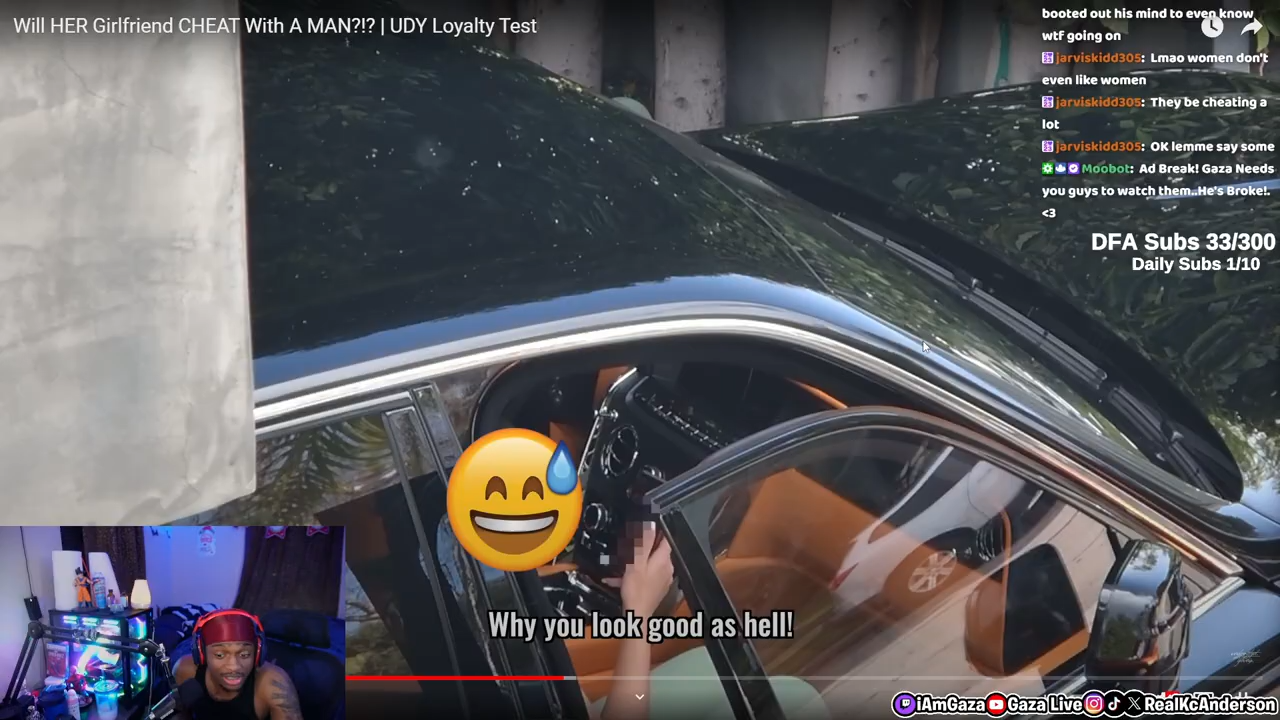 Will HER Girlfriend CHEAT With A MAN?!? | UDY Loyalty Test
booted out his mind to even know
wtf going on
jarviskidd305: Lmao women don't
even like women
jarviskidd305: They be cheating a
lot
jarviskidd305: OK lemme say some
Moobot: Ad Break! Gaza Needs
you guys to watch them..He's Broke!.
<3
DFA Subs 33/300
Daily Subs 1/10
Why you look good as hell!
iAmGaza Gaza Live RealKcAnderson